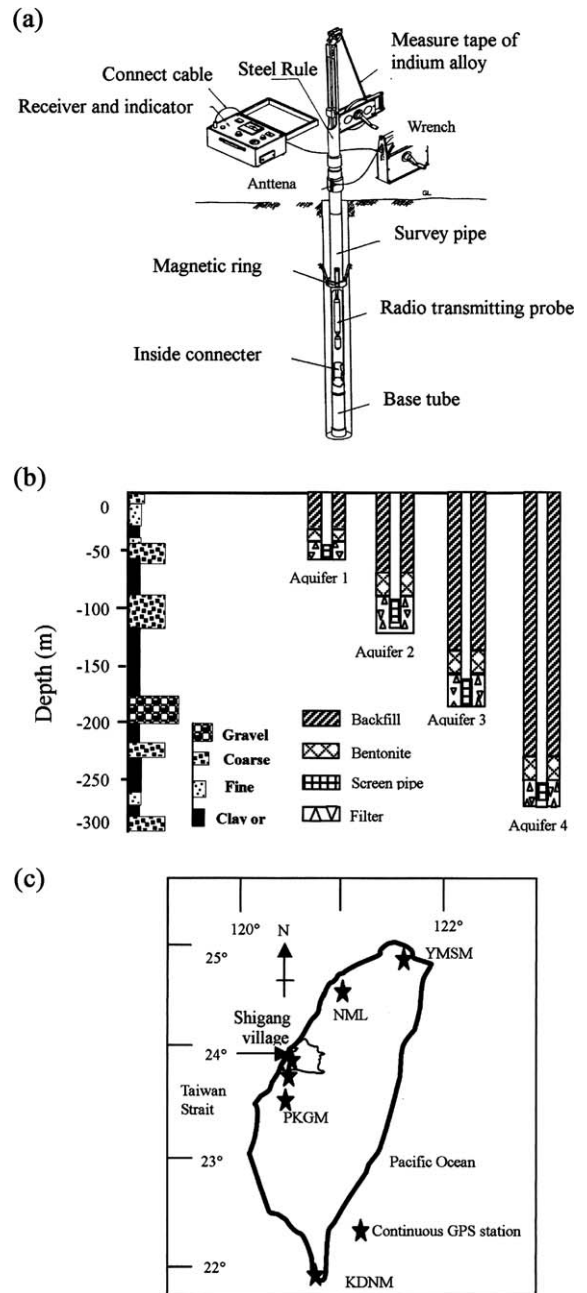 (a)
Measure tape of
indium alloy
Steel Rule
Connect cable
Receiver and indicator
Wrench
Anttena
GL
Survey pipe
Magnetic ring
Radio transmitting probe
Inside connecter
Base tube
(b)
Depth (m)
0
-50
-100
-150
-200
-250
-300
Aquifer 1
Aquifer 2
Aquifer 3
Aquifer 4
Gravel
Coarse
Fine
Clay or
Backfill
Bentonite
Screen pipe
Filter
(c)
120°
122°
N
25°
YMSM
NML
Shigang
village
24°
Taiwan
Strait
PKGM
23°
Pacific Ocean
Continuous GPS station
22°
KDNM